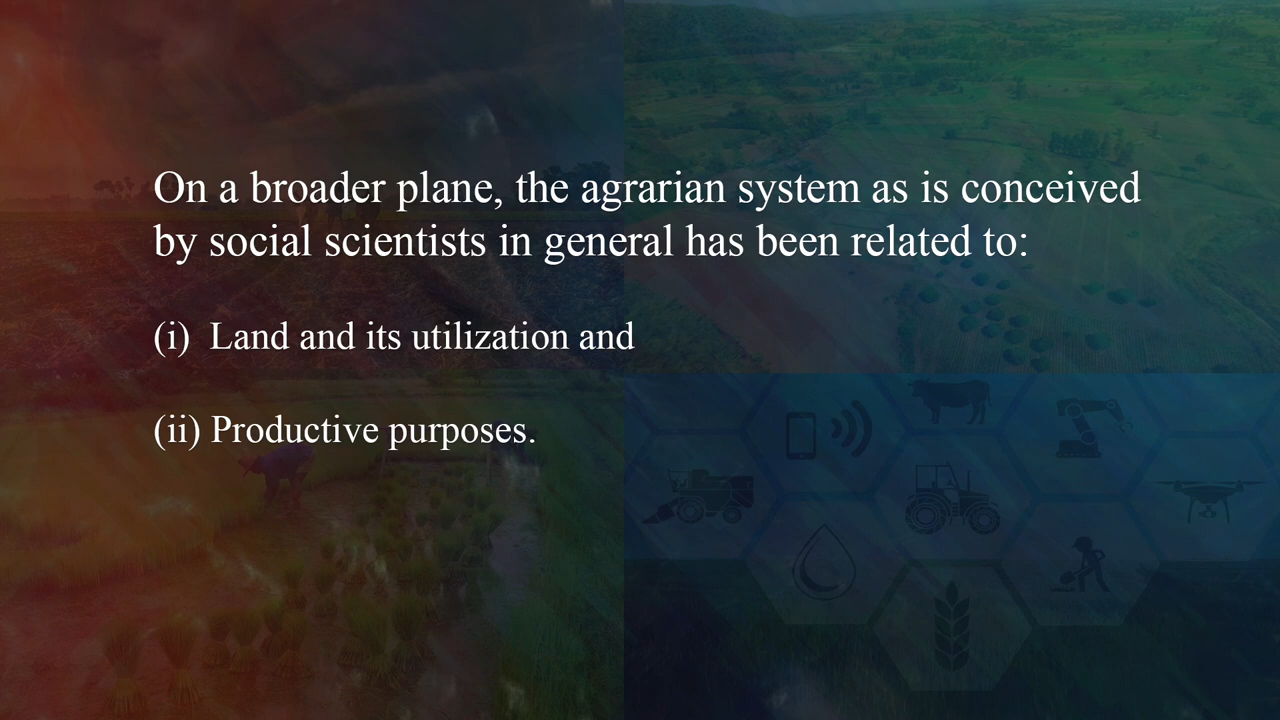 On a broader plane, the agrarian system as is conceived
by social scientists in general has been related to:
(i) Land and its utilization and
(ii) Productive purposes.